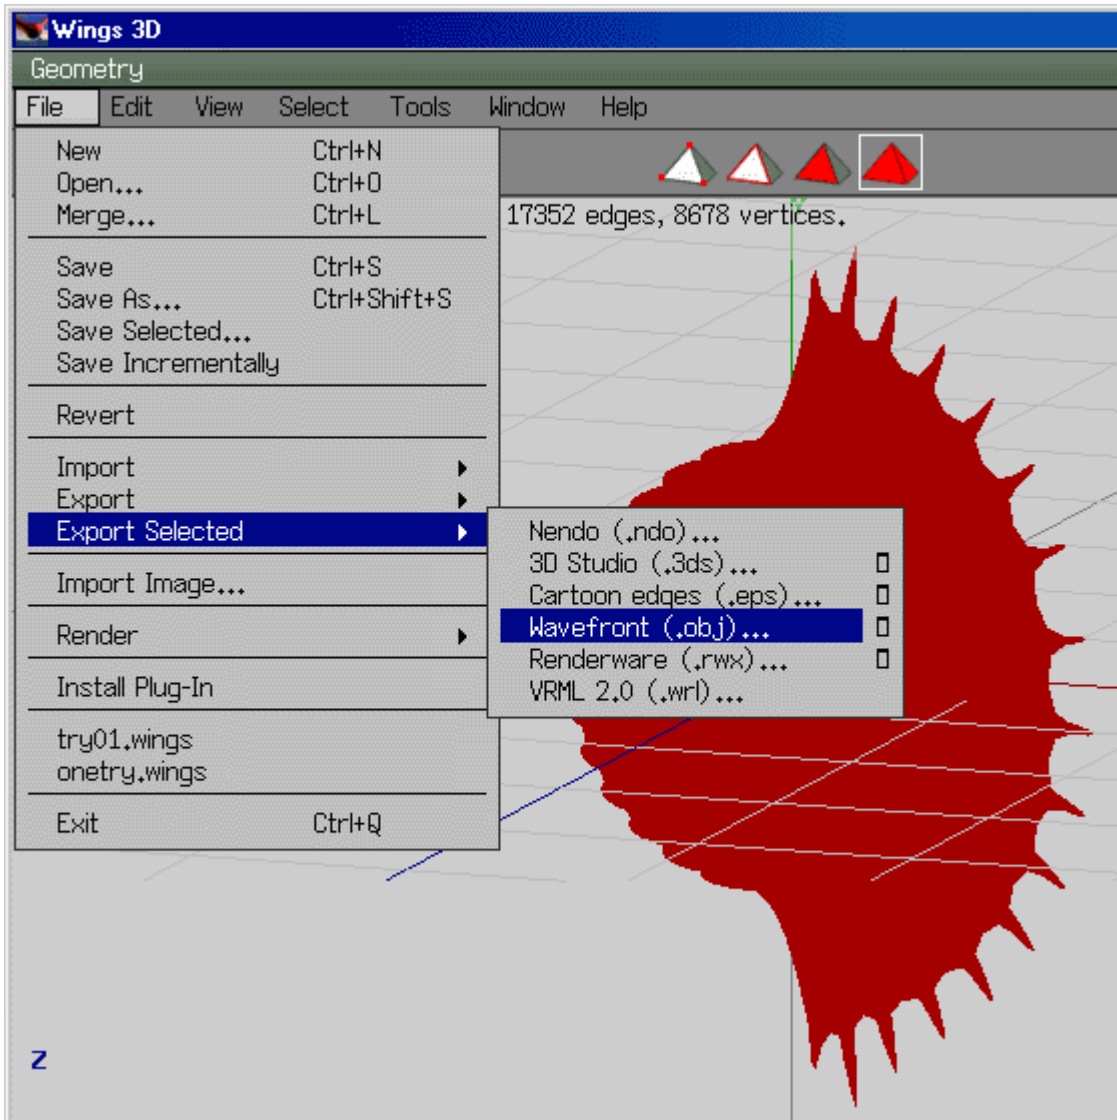 Wings 3D
Geometry
File Edit View Select Tools Window Help
New Ctrl+N
Open... Ctrl+O
Merge... Ctrl+L
17352 edges, 8678 vertices.
Save Ctrl+S
Save As... Ctrl+Shift+S
Save Selected...
Save Incrementally
Revert
Import
Export
Export Selected
Nendo (.ndo)...
3D Studio (.3ds)...
Cartoon edges (.eps)...
Wavefront (.obj)...
Renderware (.rwx)...
VRML 2.0 (.wrl)...
Import Image...
Render
Install Plug-In
try01.wings
onetry.wings
Exit Ctrl+Q
Z